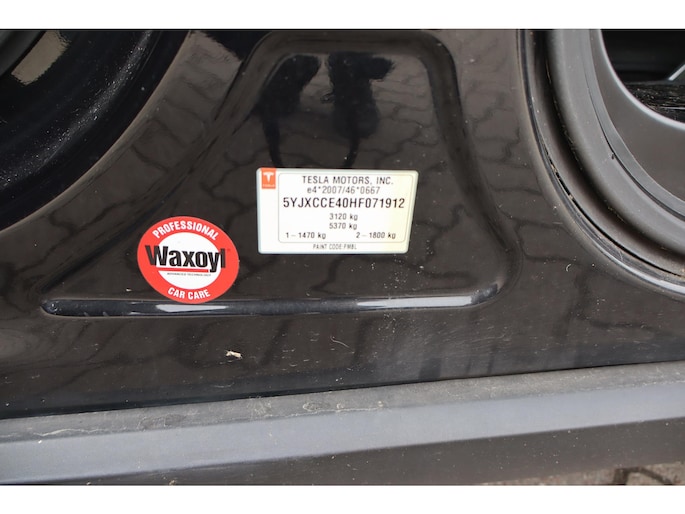 TESLA MOTORS, INC.
e4*2007/46*0667
5YJXCCE40HF071912
3120 kg
5370 kg
1 – 1470 kg 2 – 1800 kg
PAINT CODE PMBL
TESLA
PROFESSIONAL
Waxoyl
CAR CARE